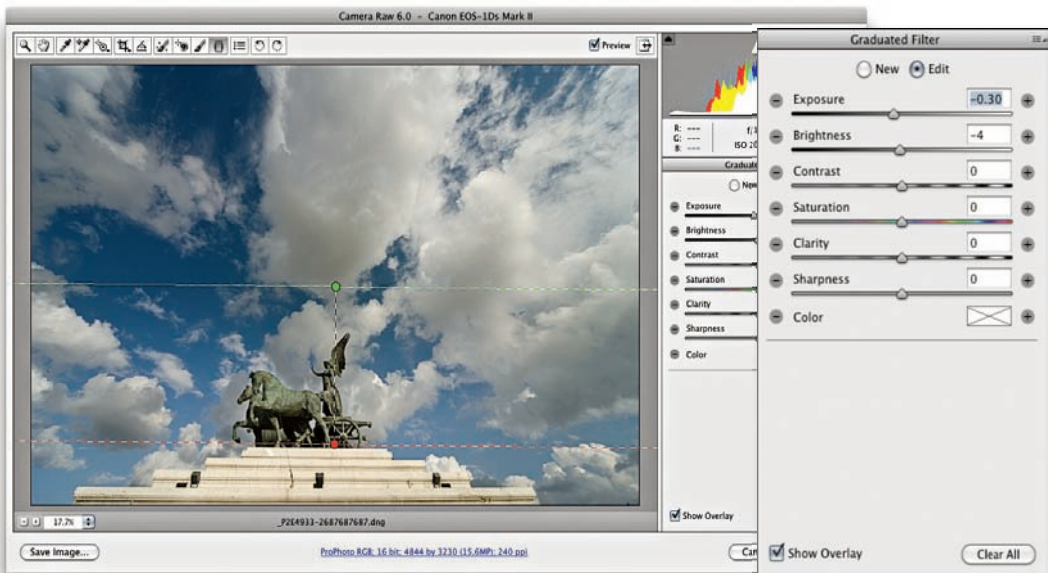 Camera Raw 6.0 - Canon EOS-1Ds Mark II
Preview
R: ---
G: ---
B: ---
f/
ISO 20
New
Exposure
Brightness
Contrast
Saturation
Clarity
Sharpness
Color
Show Overlay
17.7%
_P2E4933-2687687687.dng
Save Image...
ProPhoto RGB; 16 bit; 4844 by 3230 (15.6MP); 240 ppi
Graduated Filter
New
Edit
Exposure
-0.30
Brightness
-4
Contrast
0
Saturation
0
Clarity
0
Sharpness
0
Color
Show Overlay
Clear All